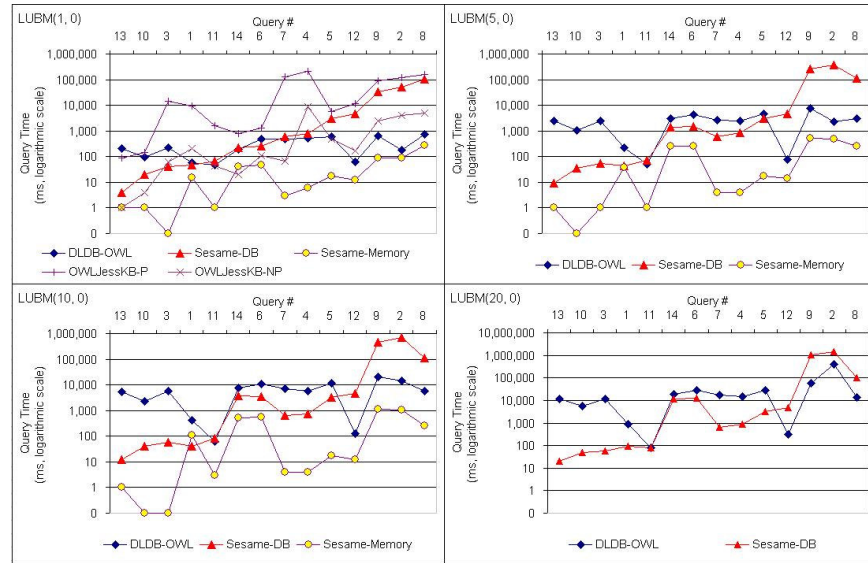 LUBM(1, 0)
Query #
13 10 3 1 11 14 6 7 4 5 12 9 2 8
1,000,000
100,000
10,000
1,000
100
10
1
0
Query Time
(ms, logarithmic scale)
DLDB-OWL
Sesame-DB
Sesame-Memory
OWLJessKB-P
OWLJessKB-NP
LUBM(5, 0)
Query #
13 10 3 1 11 14 6 7 4 5 12 9 2 8
1,000,000
100,000
10,000
1,000
100
10
1
0
Query Time
(ms, logarithmic scale)
DLDB-OWL
Sesame-DB
Sesame-Memory
LUBM(10, 0)
Query #
13 10 3 1 11 14 6 7 4 5 12 9 2 8
1,000,000
100,000
10,000
1,000
100
10
1
0
Query Time
(ms, logarithmic scale)
DLDB-OWL
Sesame-DB
Sesame-Memory
LUBM(20, 0)
Query #
13 10 3 1 11 14 6 7 4 5 12 9 2 8
10,000,000
1,000,000
100,000
10,000
1,000
100
10
1
0
Query Time
(ms, logarithmic scale)
DLDB-OWL
Sesame-DB